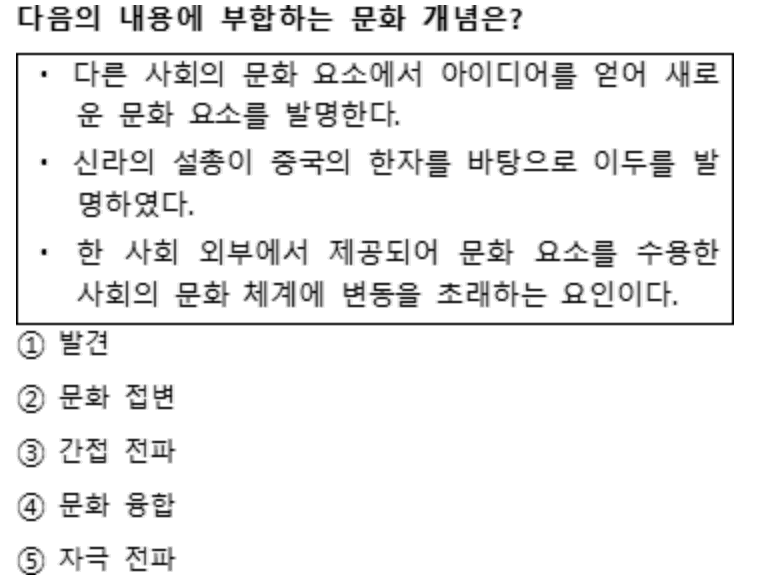 다음의 내용에 부합하는 문화 개념은?
· 다른 사회의 문화 요소에서 아이디어를 얻어 새로
운 문화 요소를 발명한다.
· 신라의 설총이 중국의 한자를 바탕으로 이두를 발
명하였다.
· 한 사회 외부에서 제공되어 문화 요소를 수용한
사회의 문화 체계에 변동을 초래하는 요인이다.
① 발견
② 문화 접변
③ 간접 전파
④ 문화 융합
⑤ 자극 전파